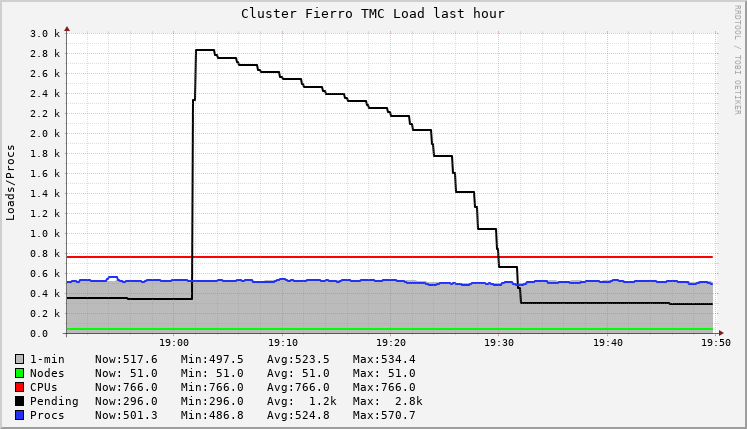 Cluster Fierro TMC Load last hour
RRDTOOL / TOBI OETIKER
Loads/Procs
3.0 k
2.8 k
2.6 k
2.4 k
2.2 k
2.0 k
1.8 k
1.6 k
1.4 k
1.2 k
1.0 k
0.8 k
0.6 k
0.4 k
0.2 k
0.0
19:00 19:10 19:20 19:30 19:40 19:50
1-min Now:517.6 Min:497.5 Avg:523.5 Max:534.4
Nodes Now: 51.0 Min: 51.0 Avg: 51.0 Max: 51.0
CPUs Now:766.0 Min:766.0 Avg:766.0 Max:766.0
Pending Now:296.0 Min:296.0 Avg: 1.2k Max: 2.8k
Procs Now:501.3 Min:486.8 Avg:524.8 Max:570.7